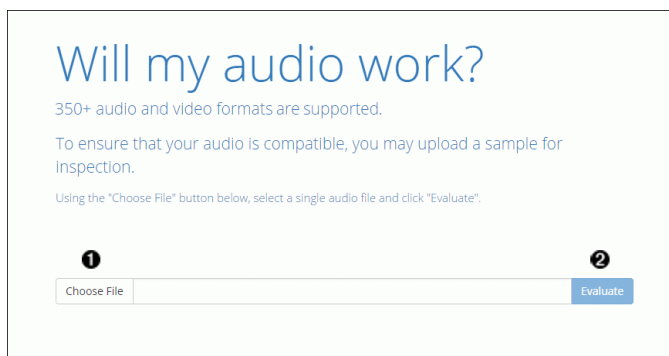 Will my audio work?
350+ audio and video formats are supported.
To ensure that your audio is compatible, you may upload a sample for
inspection.
Using the "Choose File" button below, select a single audio file and click "Evaluate".
❶ ❷
Choose File Evaluate